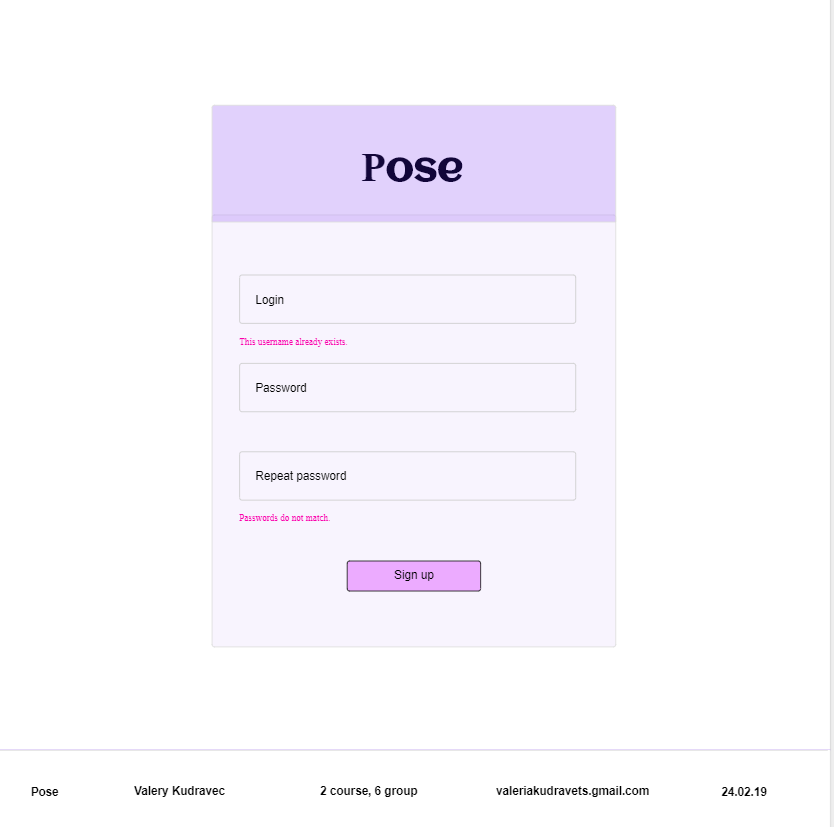 Pose
Login
This username already exists.
Password
Repeat password
Passwords do not match.
Sign up
Pose Valery Kudravec 2 course, 6 group valeriakudravets.gmail.com 24.02.19